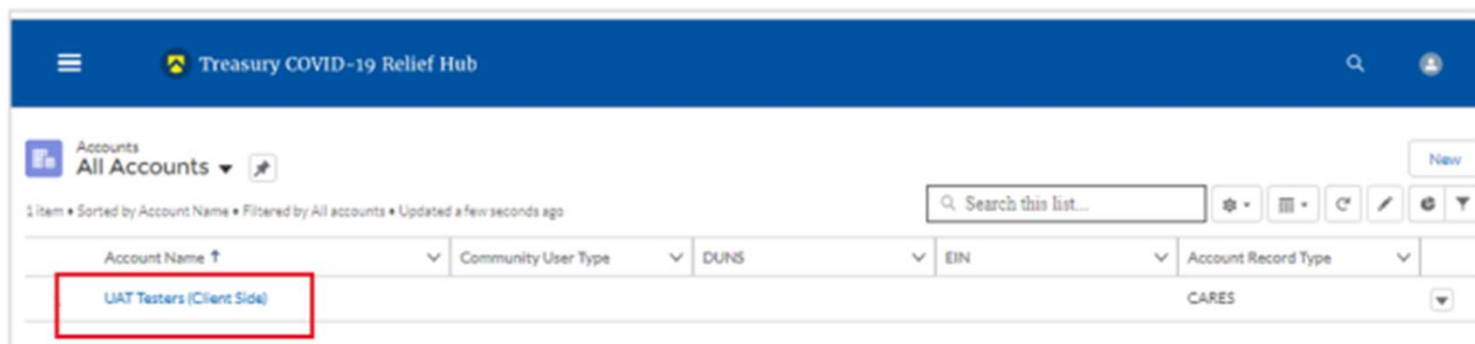 Treasury COVID-19 Relief Hub
Accounts
All Accounts
New
1 item • Sorted by Account Name • Filtered by All accounts • Updated a few seconds ago
Search this list...
Account Name ↑ Community User Type DUNS EIN Account Record Type
UAT Testers (Client Side) CARES